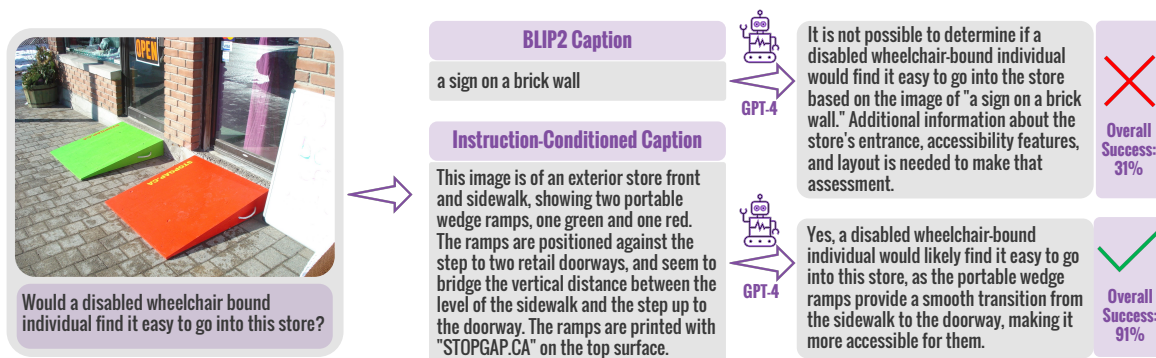 OPEN
STOPGAP.CA
Would a disabled wheelchair bound
individual find it easy to go into this store?
BLIP2 Caption
a sign on a brick wall
Instruction-Conditioned Caption
This image is of an exterior store front
and sidewalk, showing two portable
wedge ramps, one green and one red.
The ramps are positioned against the
step to two retail doorways, and seem to
bridge the vertical distance between the
level of the sidewalk and the step up to
the doorway. The ramps are printed with
"STOPGAP.CA" on the top surface.
GPT-4
It is not possible to determine if a
disabled wheelchair-bound individual
would find it easy to go into the store
based on the image of "a sign on a brick
wall." Additional information about the
store's entrance, accessibility features,
and layout is needed to make that
assessment.
Overall
Success:
31%
GPT-4
Yes, a disabled wheelchair-bound
individual would likely find it easy to go
into this store, as the portable wedge
ramps provide a smooth transition from
the sidewalk to the doorway, making it
more accessible for them.
Overall
Success:
91%